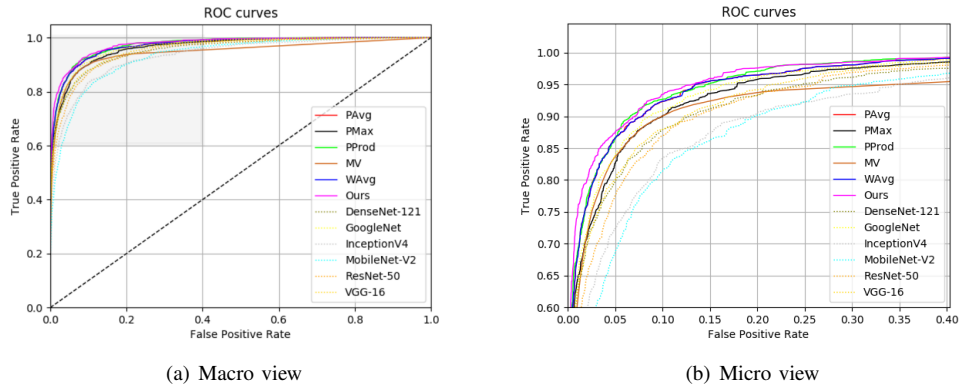 ROC curves
1.0
0.8
0.6
0.4
0.2
0.0
True Positive Rate
PAvg
PMax
PProd
MV
WAvg
Ours
DenseNet-121
GoogleNet
InceptionV4
MobileNet-V2
ResNet-50
VGG-16
0.0 0.2 0.4 0.6 0.8 1.0
False Positive Rate
(a) Macro view
ROC curves
1.00
0.95
0.90
0.85
0.80
0.75
0.70
0.65
0.60
True Positive Rate
PAvg
PMax
PProd
MV
WAvg
Ours
DenseNet-121
GoogleNet
InceptionV4
MobileNet-V2
ResNet-50
VGG-16
0.00 0.05 0.10 0.15 0.20 0.25 0.30 0.35 0.40
False Positive Rate
(b) Micro view